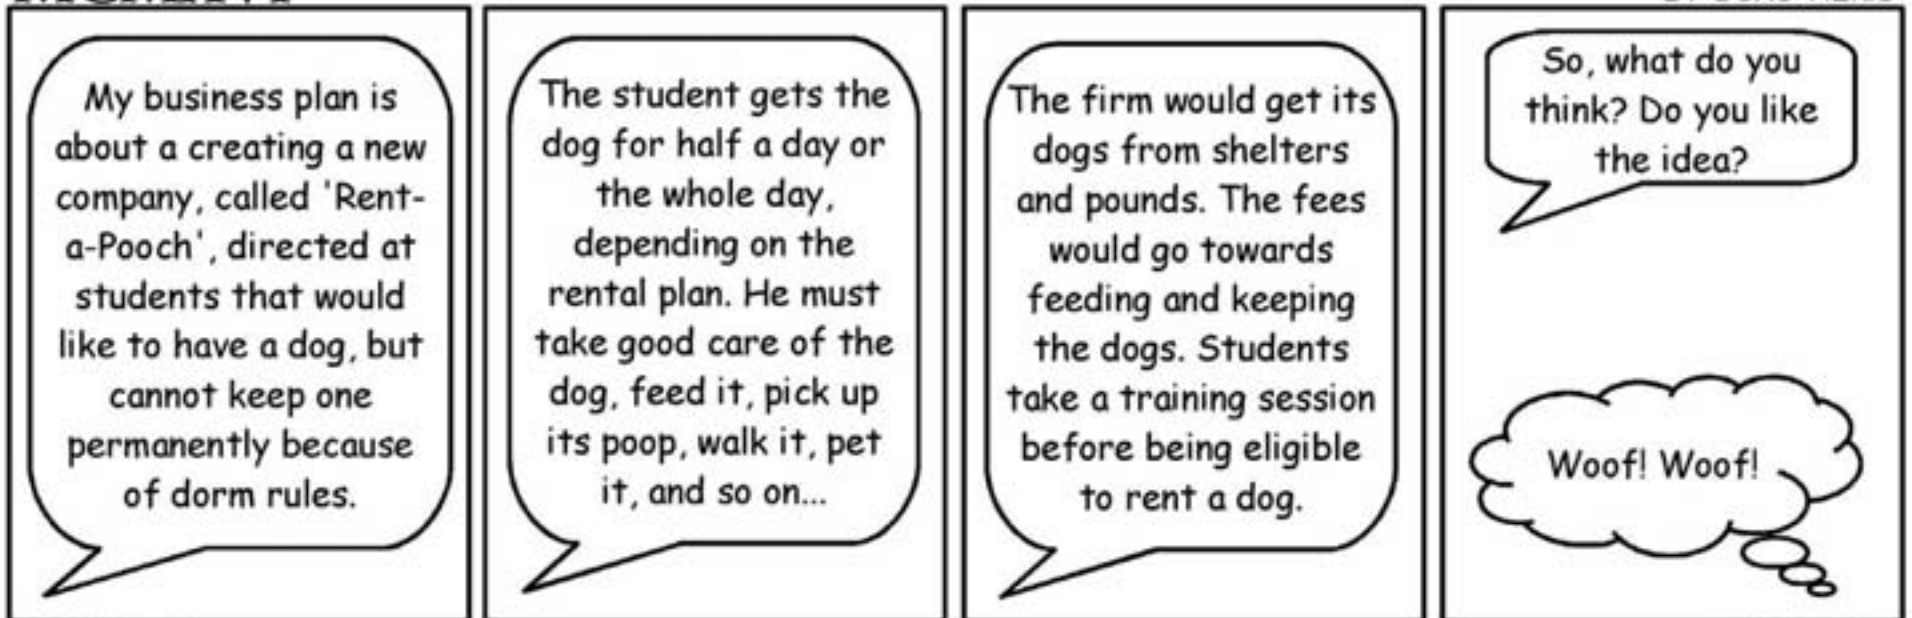 My business plan is
about a creating a new
company, called 'Rent-
a-Pooch', directed at
students that would
like to have a dog, but
cannot keep one
permanently because
of dorm rules.
The student gets the
dog for half a day or
the whole day,
depending on the
rental plan. He must
take good care of the
dog, feed it, pick up
its poop, walk it, pet
it, and so on...
The firm would get its
dogs from shelters
and pounds. The fees
would go towards
feeding and keeping
the dogs. Students
take a training session
before being eligible
to rent a dog.
So, what do you
think? Do you like
the idea?
Woof! Woof!